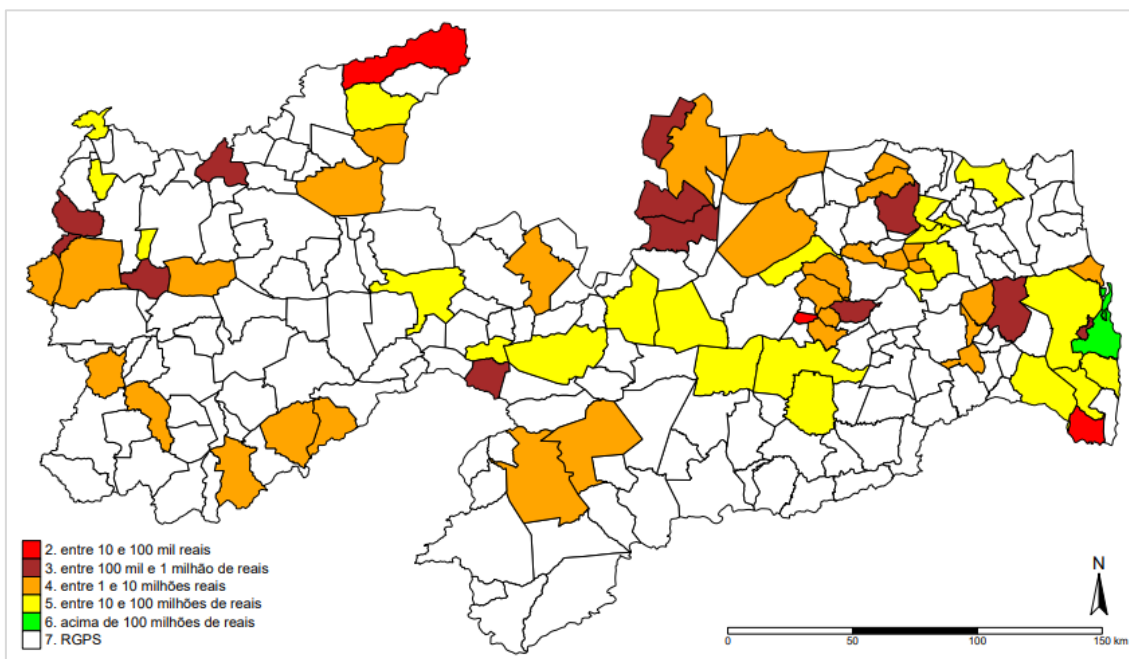 2. entre 10 e 100 mil reais
3. entre 100 mil e 1 milhão de reais
4. entre 1 e 10 milhões reais
5. entre 10 e 100 milhões de reais
6. acima de 100 milhões de reais
7. RGPS
N
0 50 100 150 km